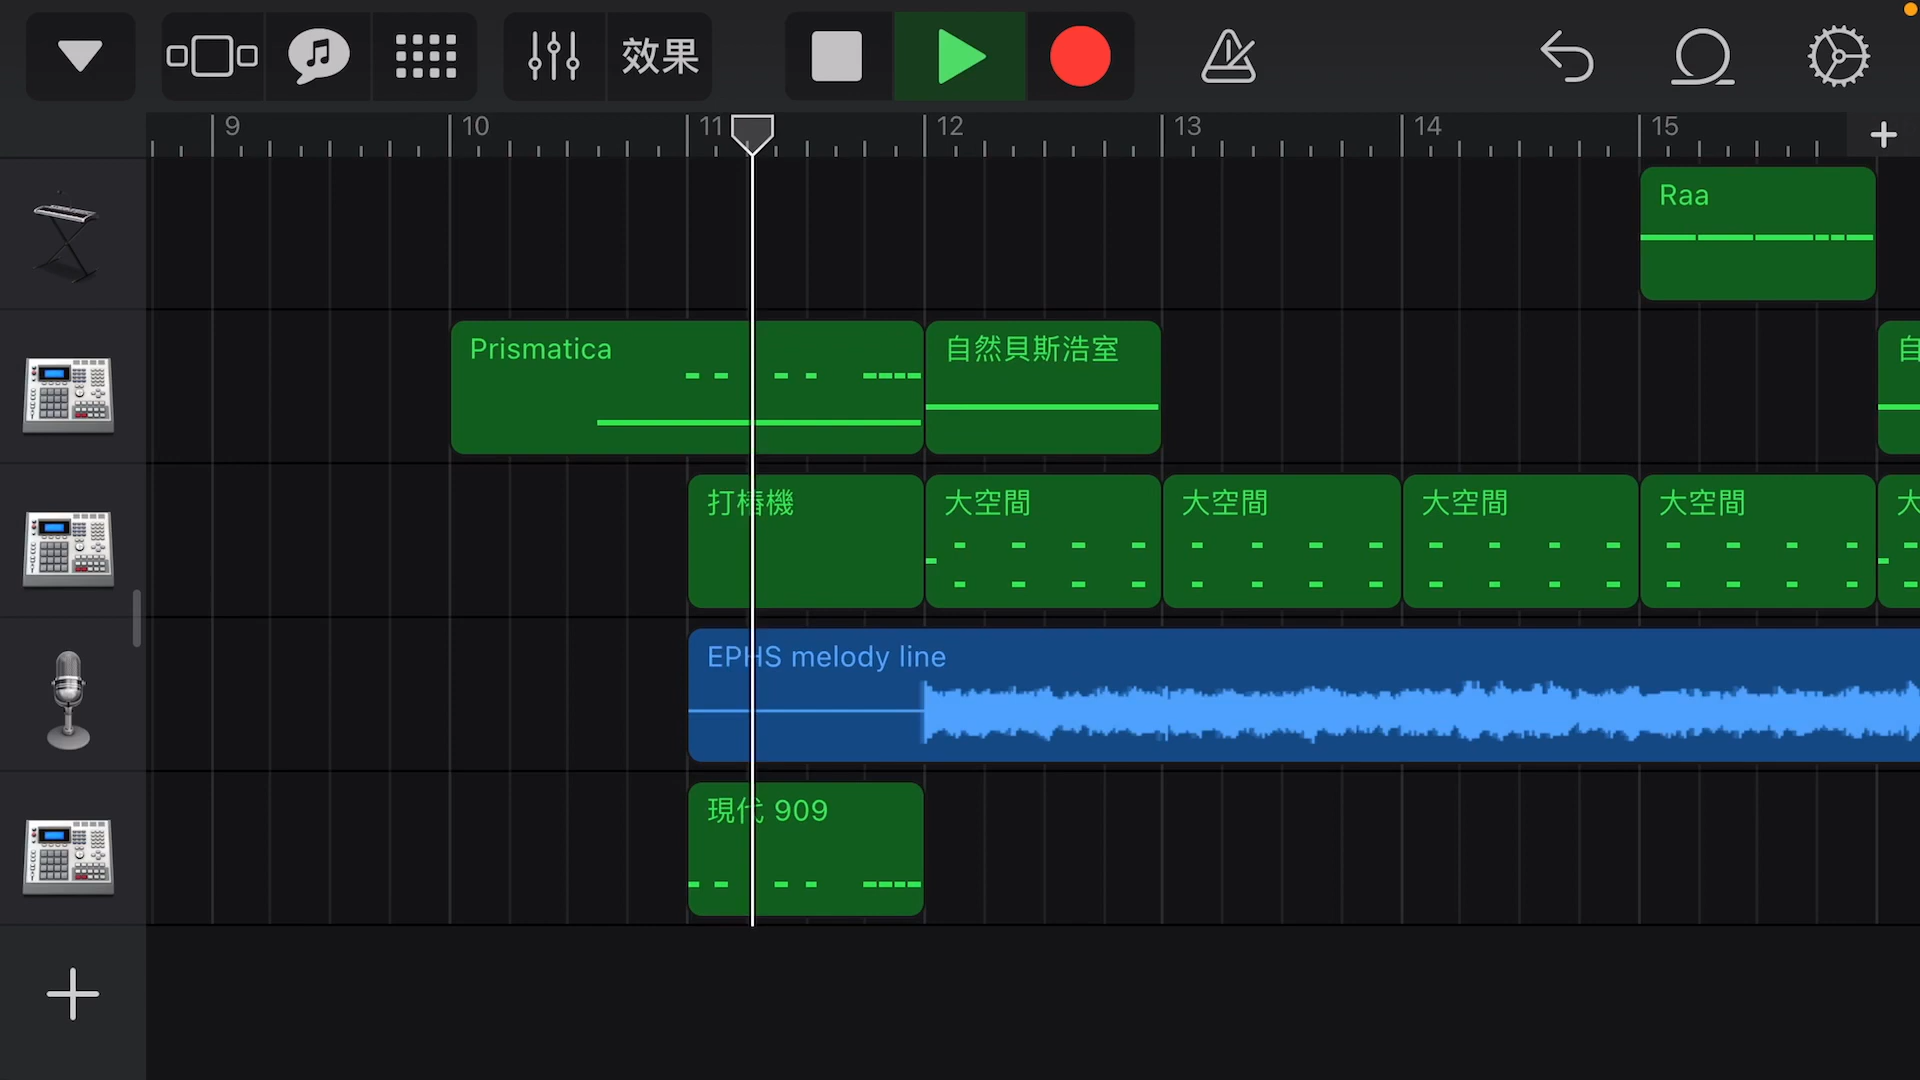 效果
9 10 11 12 13 14 15
Raa
Prismatica 自然貝斯浩室 自
打樁機 大空間 大空間 大空間 大空間 大
EPHS melody line
現代 909